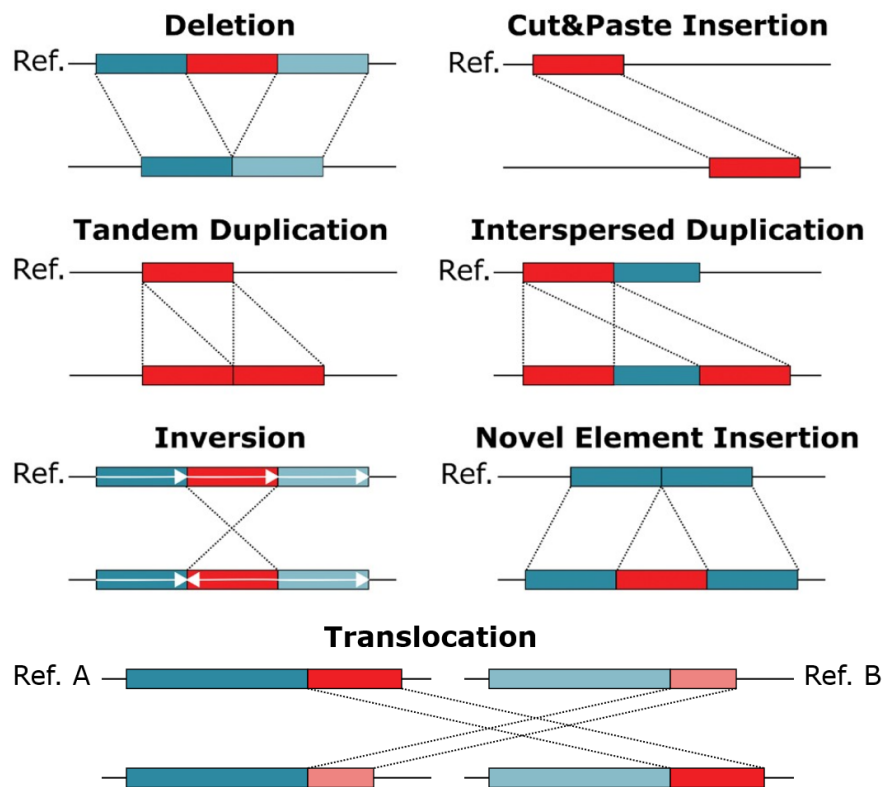 Deletion
Cut&Paste Insertion
Ref.
Ref.
Tandem Duplication
Interspersed Duplication
Ref.
Ref.
Inversion
Novel Element Insertion
Ref.
Ref.
Translocation
Ref. A
Ref. B